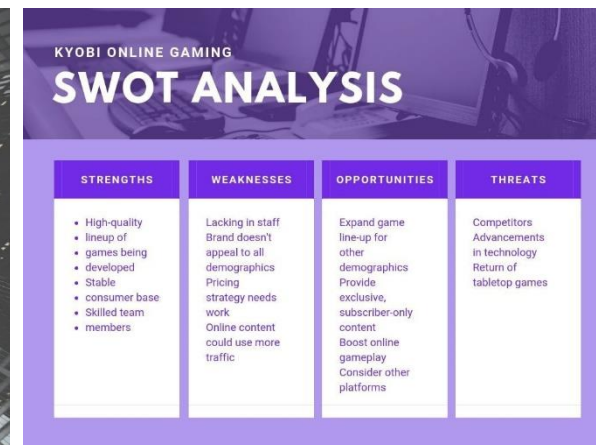 KYOBI ONLINE GAMING
SWOT ANALYSIS
STRENGTHS
• High-quality
• lineup of
• games being
• developed
• Stable
• consumer base
• Skilled team
• members
WEAKNESSES
Lacking in staff
Brand doesn't
appeal to all
demographics
Pricing
strategy needs
work
Online content
could use more
traffic
OPPORTUNITIES
Expand game
line-up for
other
demographics
Provide
exclusive,
subscriber-only
content
Boost online
gameplay
Consider other
platforms
THREATS
Competitors
Advancements
in technology
Return of
tabletop games